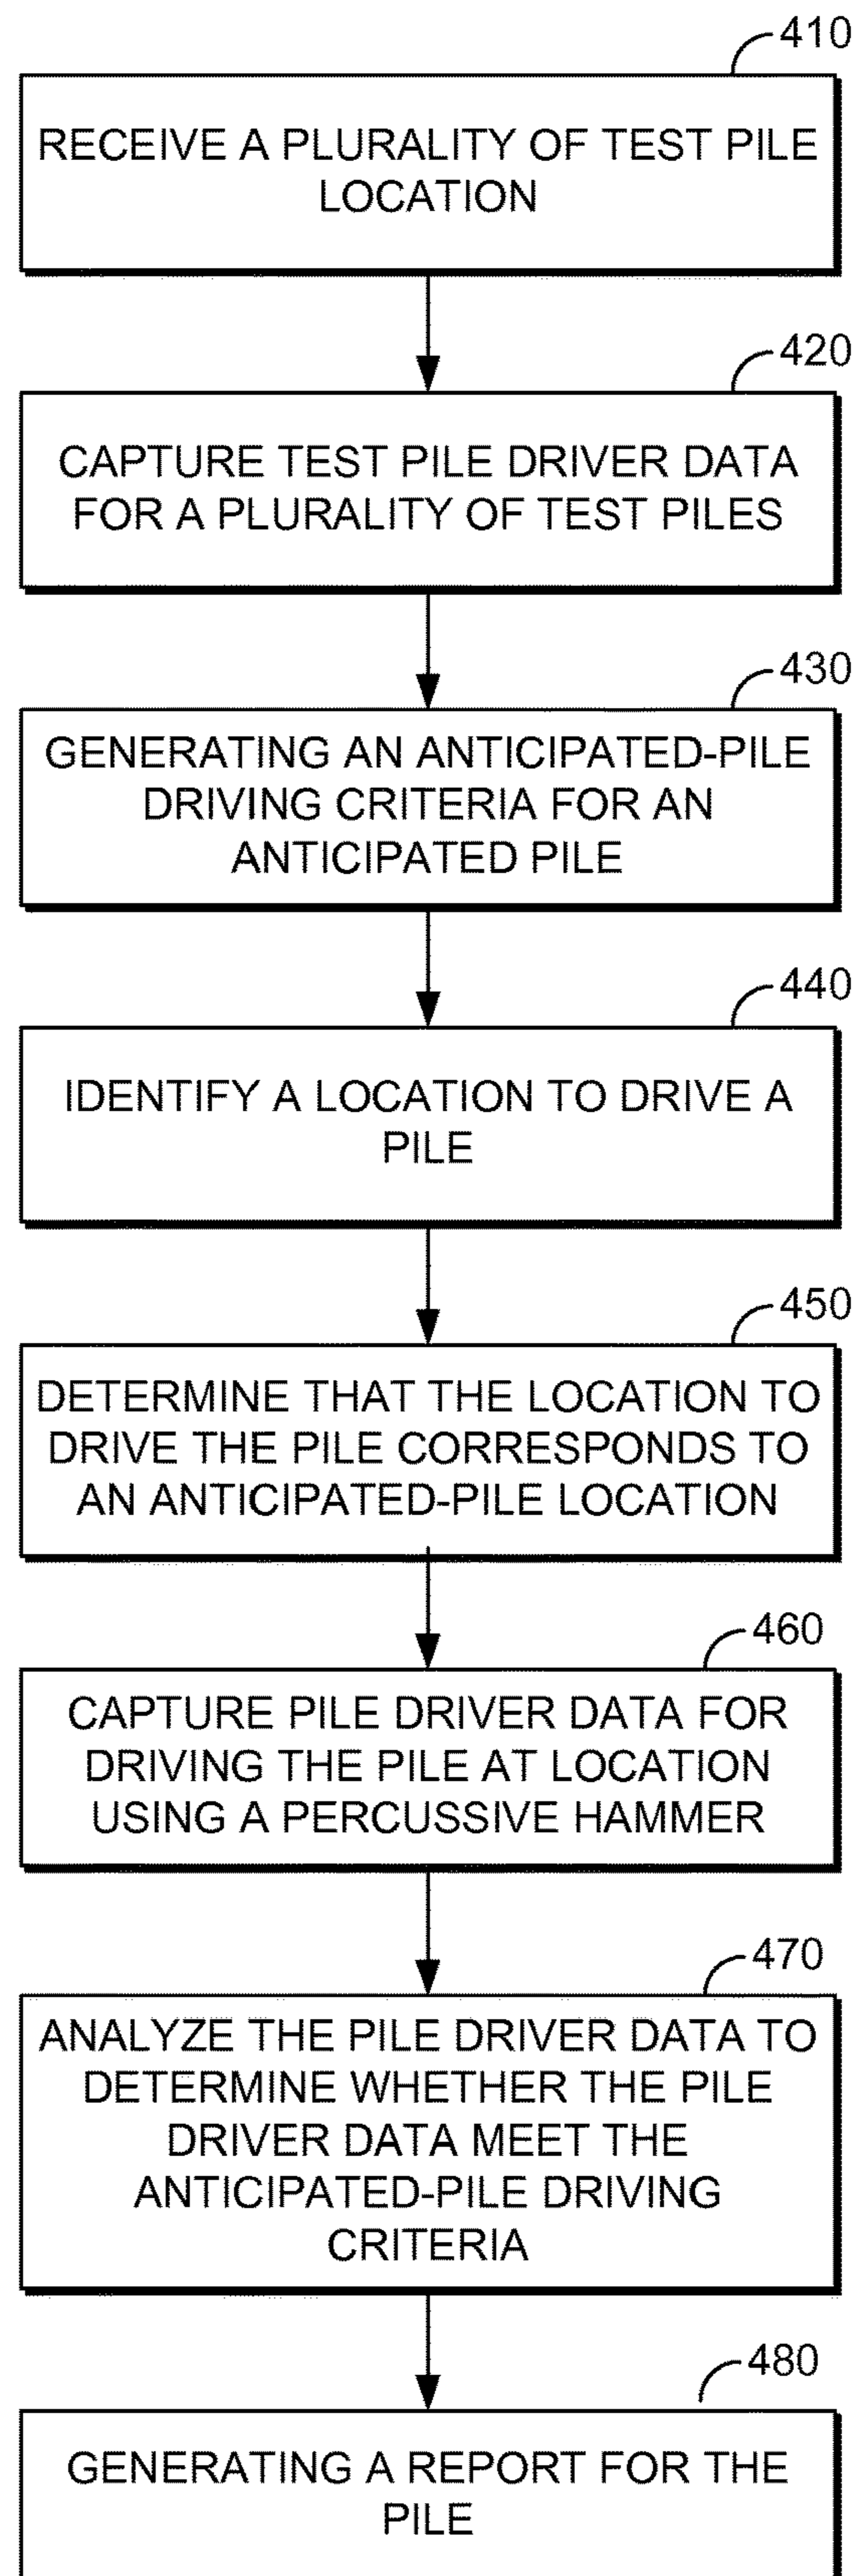 410
RECEIVE A PLURALITY OF TEST PILE
LOCATION
420
CAPTURE TEST PILE DRIVER DATA
FOR A PLURALITY OF TEST PILES
430
GENERATING AN ANTICIPATED-PILE
DRIVING CRITERIA FOR AN
ANTICIPATED PILE
440
IDENTIFY A LOCATION TO DRIVE A
PILE
450
DETERMINE THAT THE LOCATION TO
DRIVE THE PILE CORRESPONDS TO
AN ANTICIPATED-PILE LOCATION
460
CAPTURE PILE DRIVER DATA FOR
DRIVING THE PILE AT LOCATION
USING A PERCUSSIVE HAMMER
470
ANALYZE THE PILE DRIVER DATA TO
DETERMINE WHETHER THE PILE
DRIVER DATA MEET THE
ANTICIPATED-PILE DRIVING
CRITERIA
480
GENERATING A REPORT FOR THE
PILE